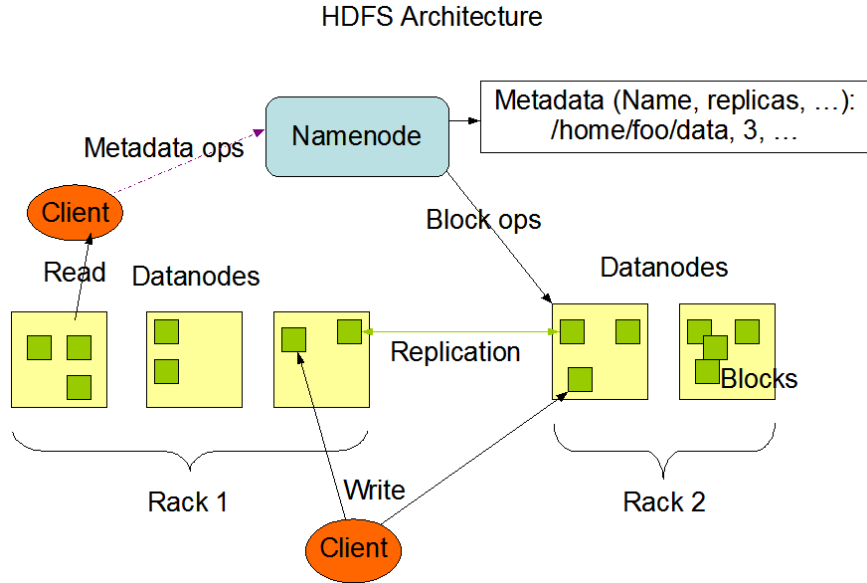 HDFS Architecture
Metadata (Name, replicas, …):
/home/foo/data, 3, …
Namenode
Metadata ops
Client
Block ops
Read
Datanodes
Datanodes
Replication
Blocks
Rack 1
Write
Rack 2
Client